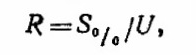 R = S₀/₀ / U,